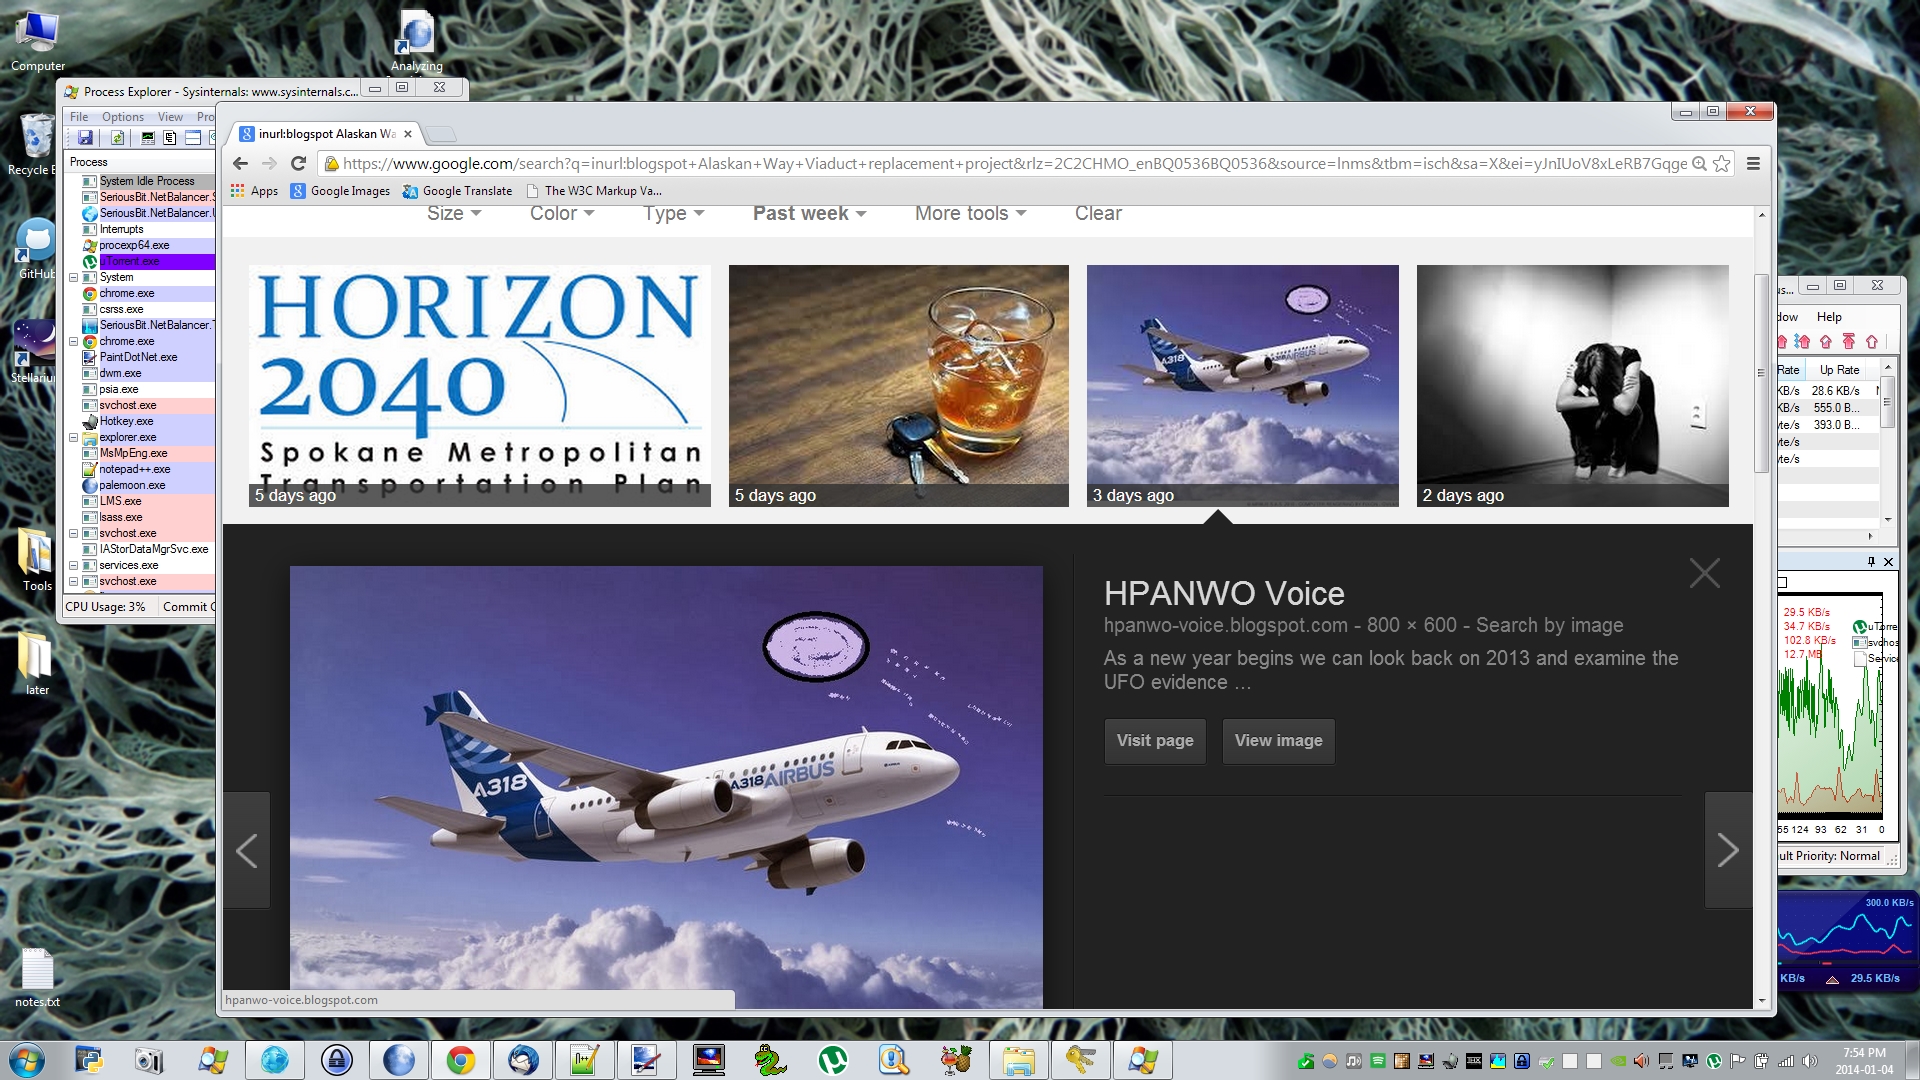 Computer
Analyzing
Recycle
GitHub
Tools
later
notes.txt
Process Explorer - Sysinternals: www.sysinternals.c...
File Options View
Process
System Idle Process
SeriousBit.NetBalancer.
SeriousBit.NetBalancer.
Interrupts
procexp64.exe
uTorrent.exe
System
chrome.exe
csrss.exe
SeriousBit.NetBalancer.
chrome.exe
PaintDotNet.exe
dwm.exe
psia.exe
svchost.exe
Hotkey.exe
explorer.exe
MsMpEng.exe
notepad++.exe
palemoon.exe
LMS.exe
lsass.exe
svchost.exe
IAStorDataMgrSvc.exe
services.exe
svchost.exe
CPU Usage: 3% Commit
inurl:blogspot Alaskan Wa
https://www.google.com/search?q=inurl:blogspot+Alaskan+Way+Viaduct+replacement+project&rlz=2C2CHMO_enBQ0536BQ0536&source=lnms&tbm=isch&sa=X&ei=yJnIUoV8xLeRB7Gqge
Apps Google Images Google Translate The W3C Markup Va...
Size Color Type Past week More tools Clear
HORIZON
2040
Spokane Metropolitan
Transportation Plan
5 days ago
5 days ago
A318 AIRBUS
3 days ago
2 days ago
A318
A318 AIRBUS
HPANWO Voice
hpanwo-voice.blogspot.com - 800 × 600 - Search by image
As a new year begins we can look back on 2013 and examine the
UFO evidence ...
Visit page View image
hpanwo-voice.blogspot.com
Help
Rate Up Rate
KB/s 28.6 KB/s
KB/s 555.0 B...
393.0 B...
29.5 KB/s
34.7 KB/s
102.8 KB/s
12.7 MB
124 93 62 31 0
Priority: Normal
300.0 KB/s
KB/s 29.5 KB/s
7:54 PM
2014-01-04